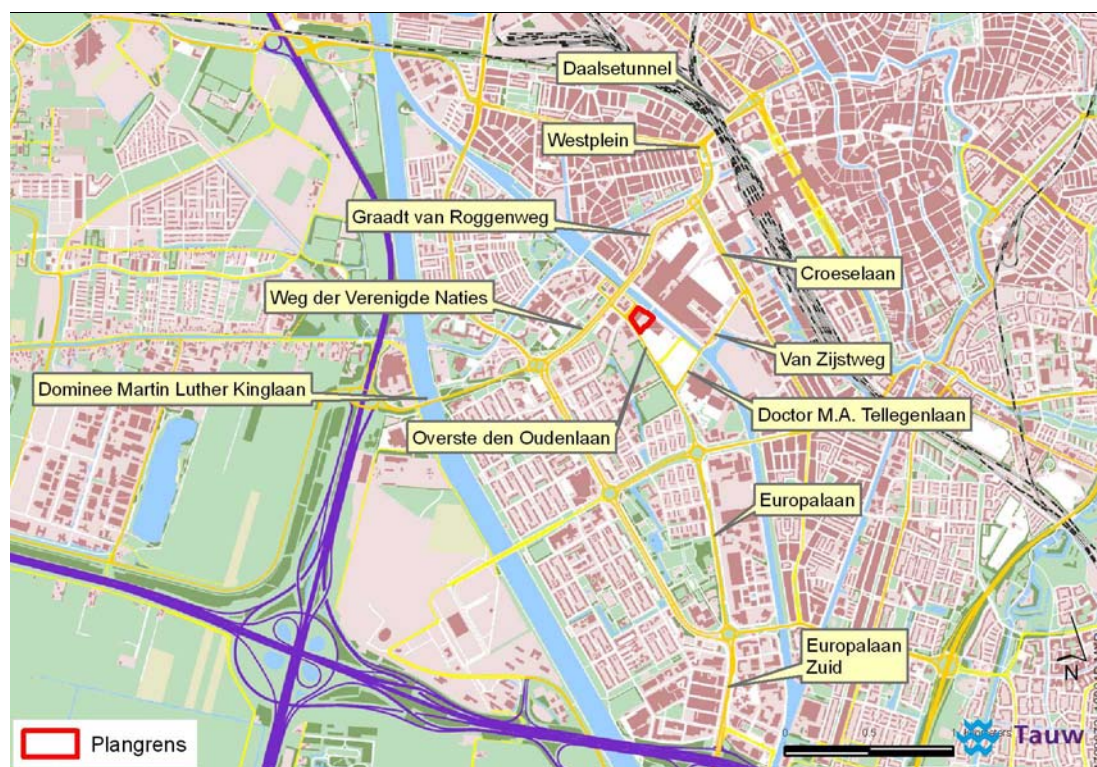 Daalsetunnel
Westplein
Graadt van Roggenweg
Croeselaan
Weg der Verenigde Naties
Van Zijstweg
Dominee Martin Luther Kinglaan
Doctor M.A. Tellegenlaan
Overste den Oudenlaan
Europalaan
Europalaan
Zuid
N
Plangrens
0 0.5 1
Tauw